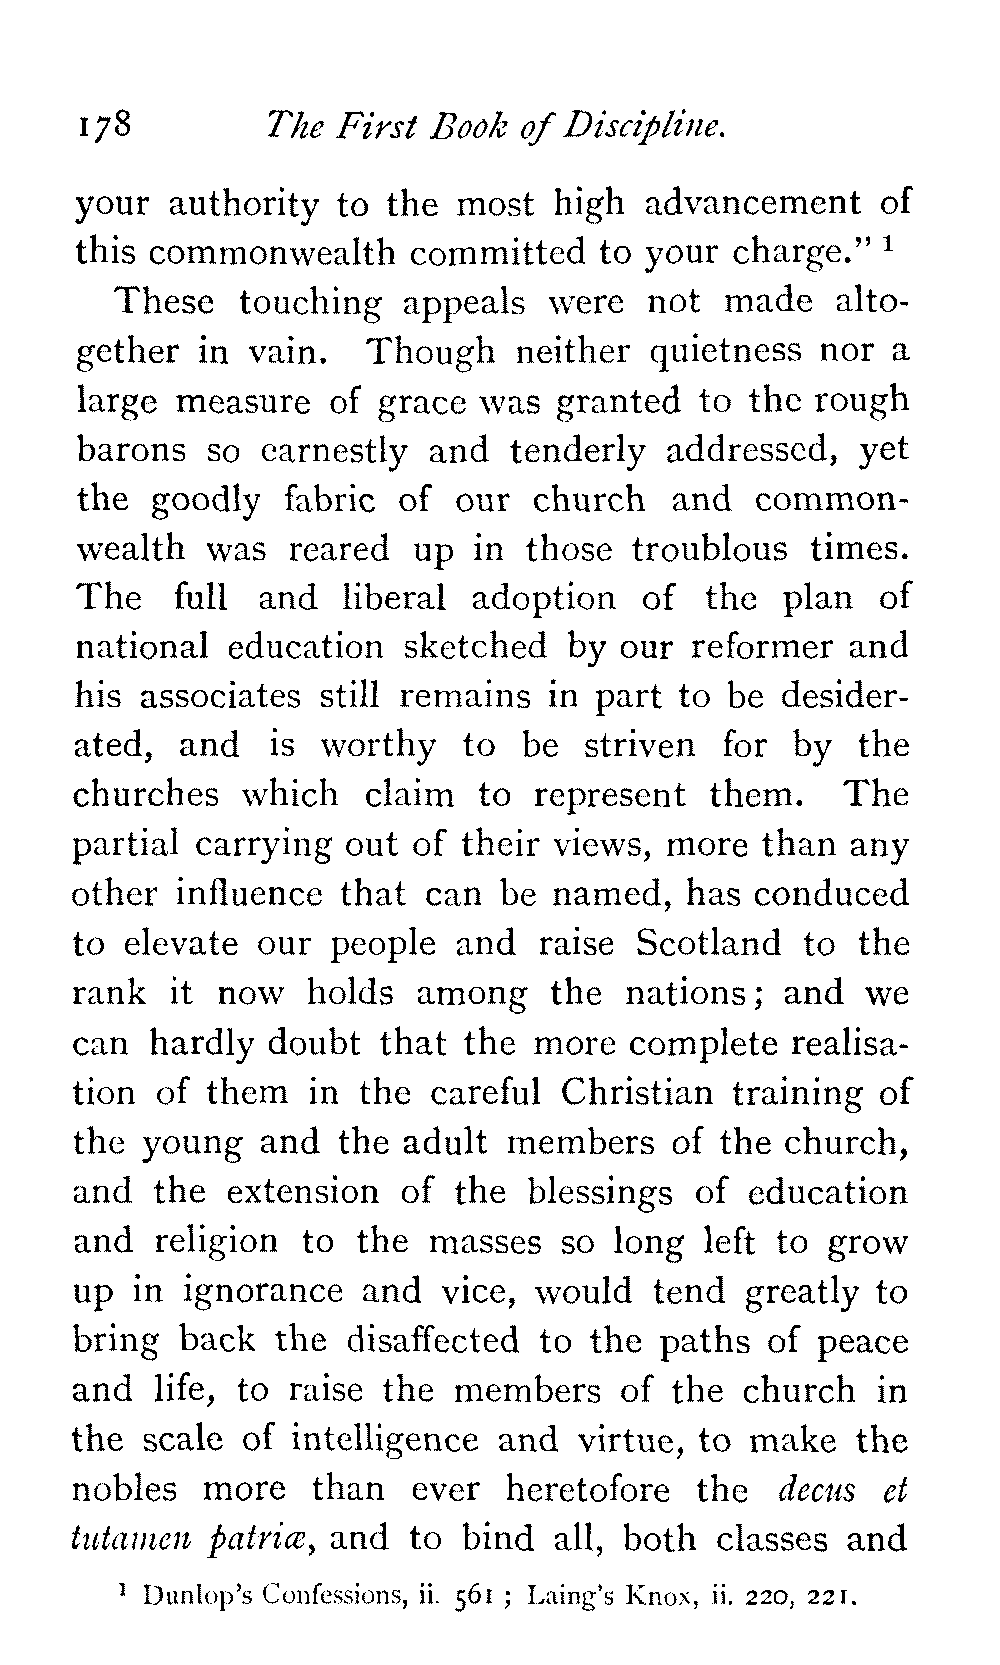 178 The First Book of Discipline.
your authority to the most high advancement of
this commonwealth committed to your charge." ¹
These touching appeals were not made alto-
gether in vain. Though neither quietness nor a
large measure of grace was granted to the rough
barons so earnestly and tenderly addressed, yet
the goodly fabric of our church and common-
wealth was reared up in those troublous times.
The full and liberal adoption of the plan of
national education sketched by our reformer and
his associates still remains in part to be desider-
ated, and is worthy to be striven for by the
churches which claim to represent them. The
partial carrying out of their views, more than any
other influence that can be named, has conduced
to elevate our people and raise Scotland to the
rank it now holds among the nations; and we
can hardly doubt that the more complete realisa-
tion of them in the careful Christian training of
the young and the adult members of the church,
and the extension of the blessings of education
and religion to the masses so long left to grow
up in ignorance and vice, would tend greatly to
bring back the disaffected to the paths of peace
and life, to raise the members of the church in
the scale of intelligence and virtue, to make the
nobles more than ever heretofore the decus et
tutamen patriæ, and to bind all, both classes and
¹ Dunlop's Confessions, ii. 561 ; Laing's Knox, ii. 220, 221.